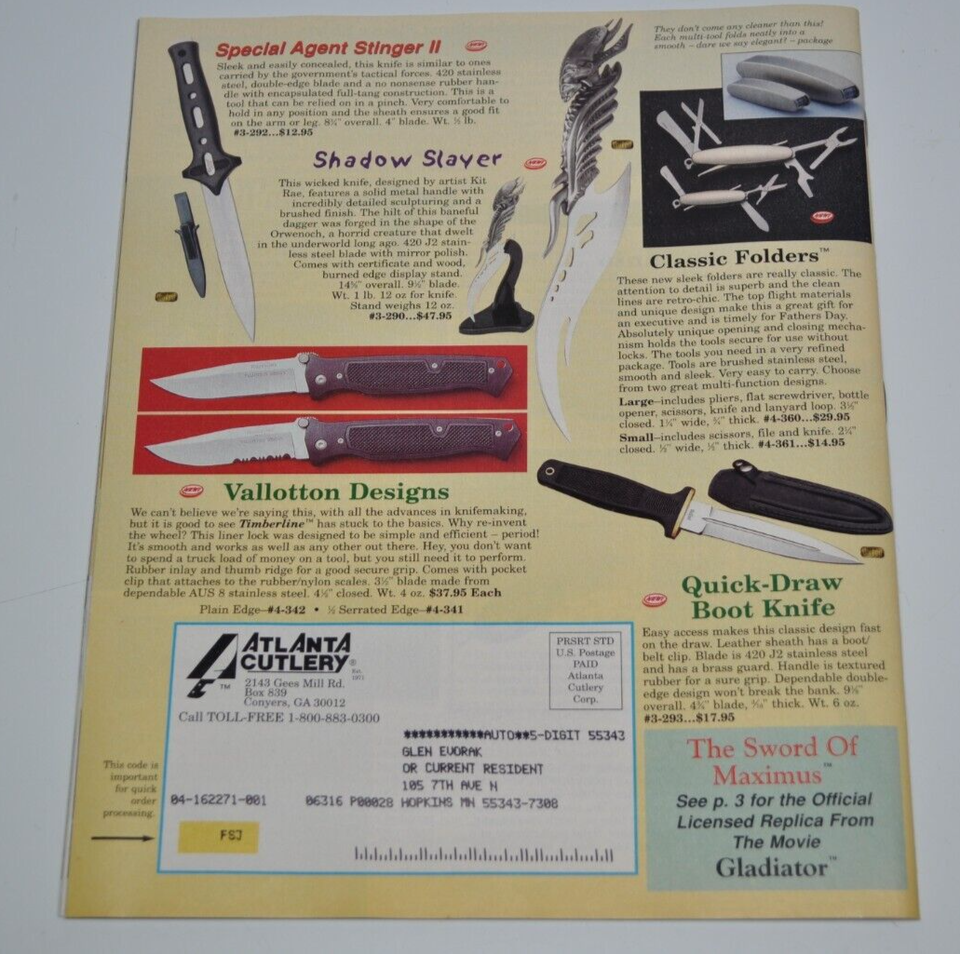 Special Agent Stinger II
new!
Sleek and easily concealed, this knife is similar to ones
carried by the government's tactical forces. 420 stainless
steel, double-edge blade and a no nonsense rubber han-
dle with encapsulated full-tang construction. This is a
tool that can be relied on in a pinch. Very comfortable to
hold in any position and the sheath ensures a good fit
on the arm or leg. 8¼" overall. 4" blade. Wt. ½ lb.
#3-292...$12.95
Shadow Slayer
new!
This wicked knife, designed by artist Kit
Rae, features a solid metal handle with
incredibly detailed sculpturing and a
brushed finish. The hilt of this baneful
dagger was forged in the shape of the
Orwenoch, a horrid creature that dwelt
in the underworld long ago. 420 J2 stain-
less steel blade with mirror polish.
Comes with certificate and wood,
burned edge display stand.
overall. 9½" blade.
Wt. 1 lb. 12 oz for knife.
Stand weighs 12 oz.
#3-290...$47.95
They don't come any cleaner than this!
Each multi-tool folds neatly into a
smooth – dare we say elegant? – package
new!
Classic Folders™
These new sleek folders are really classic. The
attention to detail is superb and the clean
lines are retro-chic. The top flight materials
and unique design make this a great gift for
an executive and is timely for Fathers Day.
Absolutely unique opening and closing mecha-
nism holds the tools secure for use without
locks. The tools you need in a very refined
package. Tools are brushed stainless steel,
smooth and sleek. Very easy to carry. Choose
from two great multi-function designs.
Large–includes pliers, flat screwdriver, bottle
opener, scissors, knife and lanyard loop. 3½"
closed. 1¼" wide, thick. #4-360...$29.95
Small–includes scissors, file and knife. 2¼"
closed. wide, thick. #4-361...$14.95
new!
Vallotton Designs
We can't believe we're saying this, with all the advances in knifemaking,
but it is good to see Timberline™ has stuck to the basics. Why re-invent
the wheel? This liner lock was designed to be simple and efficient – period!
It's smooth and works as well as any other out there. Hey, you don't want
to spend a truck load of money on a tool, but you still need it to perform.
Rubber inlay and thumb ridge for a good secure grip. Comes with pocket
clip that attaches to the rubber/nylon scales. 3½" blade made from
dependable AUS 8 stainless steel. 4½" closed. Wt. 4 oz. $37.95 Each
Plain Edge–#4-342 • ½ Serrated Edge–#4-341
new!
Quick-Draw
Boot Knife
Easy access makes this classic design fast
on the draw. Leather sheath has a boot/
belt clip. Blade is 420 J2 stainless steel
and has a brass guard. Handle is textured
rubber for a sure grip. Dependable double-
edge design won't break the bank.
overall. blade, thick. Wt. 6 oz.
#3-293...$17.95
ATLANTA
CUTLERY®
Est.
1971
™
2143 Gees Mill Rd.
Box 839
Conyers, GA 30012
Call TOLL-FREE 1-800-883-0300
PRSRT STD
U.S. Postage
PAID
Atlanta
Cutlery
Corp.
***********AUTO**5-DIGIT 55343
GLEN EVORAK
OR CURRENT RESIDENT
105 7TH AVE N
04-162271-001 06316 P00028 HOPKINS MN 55343-7308
FSJ
This code is
important
for quick
order
processing.
The Sword Of
Maximus™
See p. 3 for the Official
Licensed Replica From
The Movie
Gladiator™